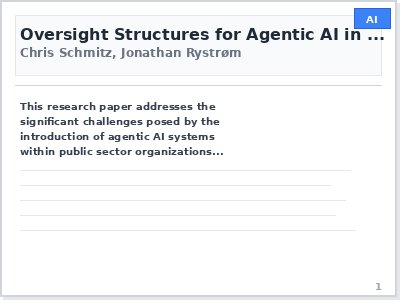 AI
Oversight Structures for Agentic AI in ...
Chris Schmitz, Jonathan Rystrøm
This research paper addresses the
significant challenges posed by the
introduction of agentic AI systems
within public sector organizations...
1